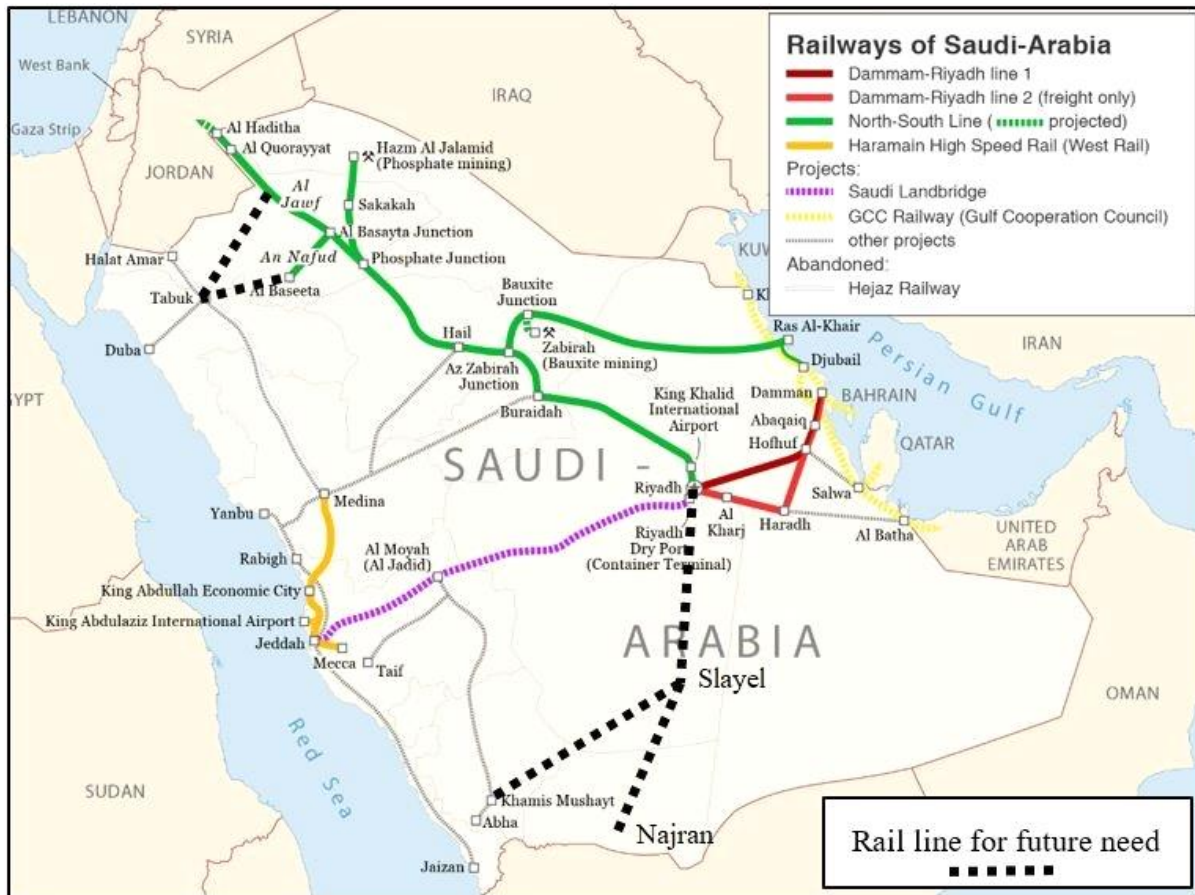 LEBANON
SYRIA
West Bank
IRAQ
Gaza Strip
JORDAN
Al Haditha
Al Quorayyat
Hazm Al Jalamid
(Phosphate mining)
Al
Jawf
Sakakah
Al Basayta Junction
An Nafud
Phosphate Junction
Halat Amar
Al Baseeta
Tabuk
Duba
GYPT
Railways of Saudi-Arabia
Dammam-Riyadh line 1
Dammam-Riyadh line 2 (freight only)
North-South Line ( projected)
Haramain High Speed Rail (West Rail)
Projects:
Saudi Landbridge
GCC Railway (Gulf Cooperation Council)
other projects
Abandoned:
Hejaz Railway
KUW
Kh
Bauxite
Junction
Ras Al-Khair
IRAN
Hail
Zabirah
(Bauxite mining)
Djubail
Persian Gulf
Az Zabirah
Junction
King Khalid
International
Airport
Damman
BAHRAIN
Buraidah
Abaqaiq
Hofhuf
QATAR
SAUDI -
Riyadh
Salwa
Medina
Yanbu
Al
Kharj
Haradh
Al Batha
Riyadh
Dry Port
(Container Terminal)
UNITED
ARAB
EMIRATES
Rabigh
Al Moyah
(Al Jadid)
King Abdullah Economic City
King Abdulaziz International Airport
Jeddah
Mecca
Taif
ARABIA
Slayel
OMAN
Red Sea
SUDAN
Khamis Mushayt
Abha
Najran
Jaizan
Rail line for future need